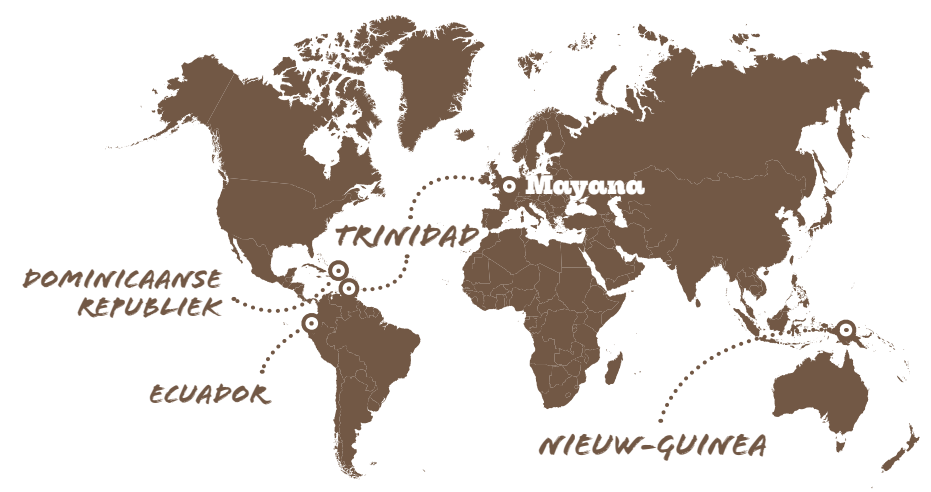 Mayana
TRINIDAD
DOMINICAANSE
REPUBLIEK
ECUADOR
NIEUW-GUINEA